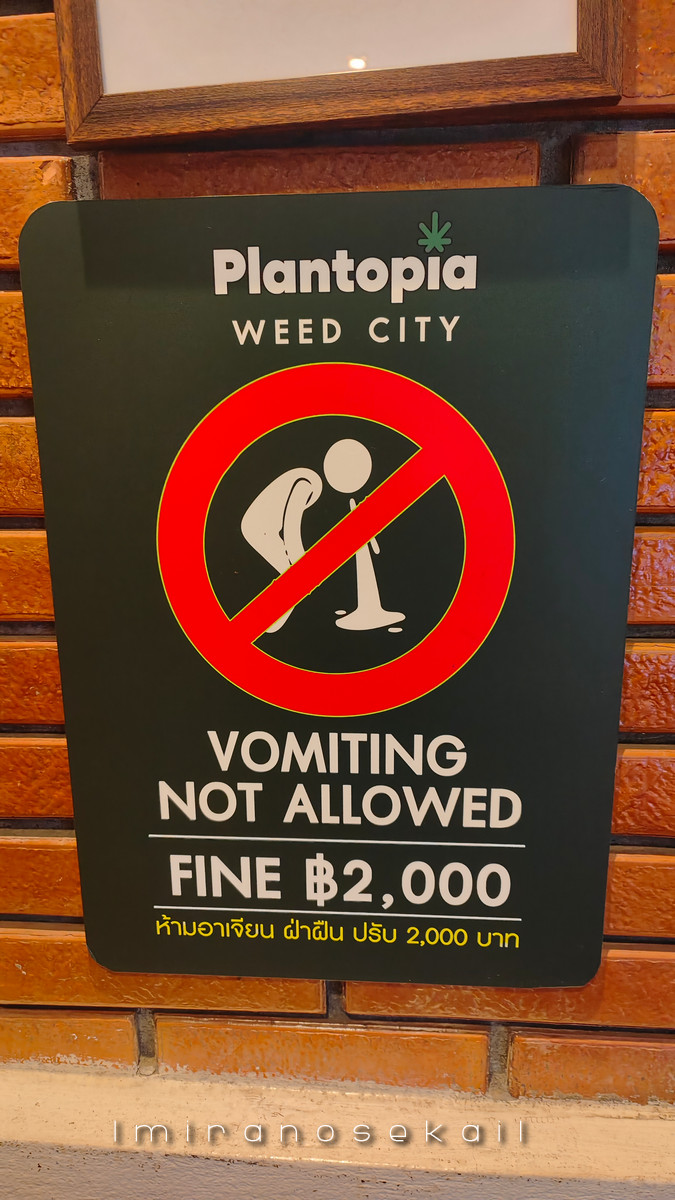 Plantopia
WEED CITY
VOMITING
NOT ALLOWED
FINE ฿2,000
ห้ามอาเจียน ฝ่าฝืน ปรับ 2,000 บาท
Imiranosekail